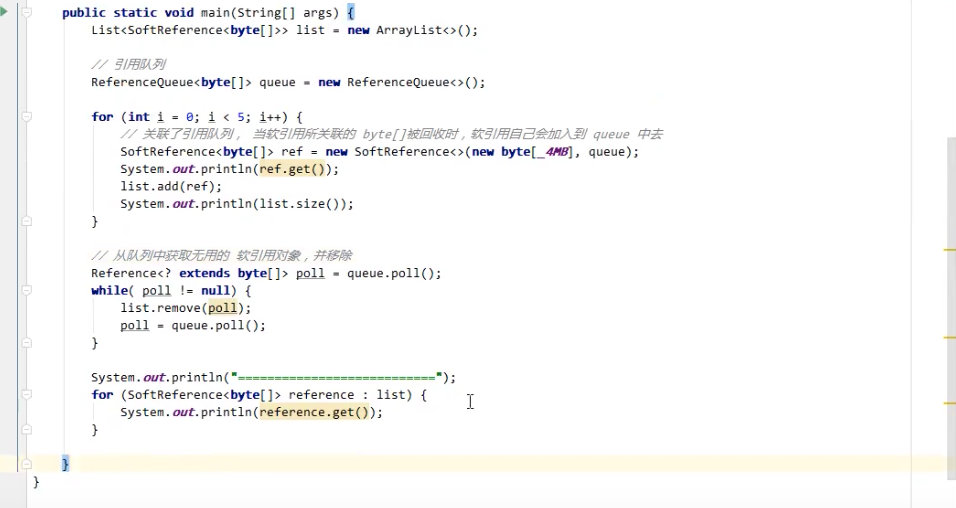 public static void main(String[] args) {
List<SoftReference<byte[]>> list = new ArrayList<>();
// 引用队列
ReferenceQueue<byte[]> queue = new ReferenceQueue<>();
for (int i = 0; i < 5; i++) {
// 关联了引用队列， 当软引用所关联的 byte[]被回收时，软引用自己会加入到 queue 中去
SoftReference<byte[]> ref = new SoftReference<>(new byte[_4MB], queue);
System.out.println(ref.get());
list.add(ref);
System.out.println(list.size());
}
// 从队列中获取无用的 软引用对象，并移除
Reference<? extends byte[]> poll = queue.poll();
while( poll != null) {
list.remove(poll);
poll = queue.poll();
}
System.out.println("===========================");
for (SoftReference<byte[]> reference : list) {
System.out.println(reference.get());
}
}
}